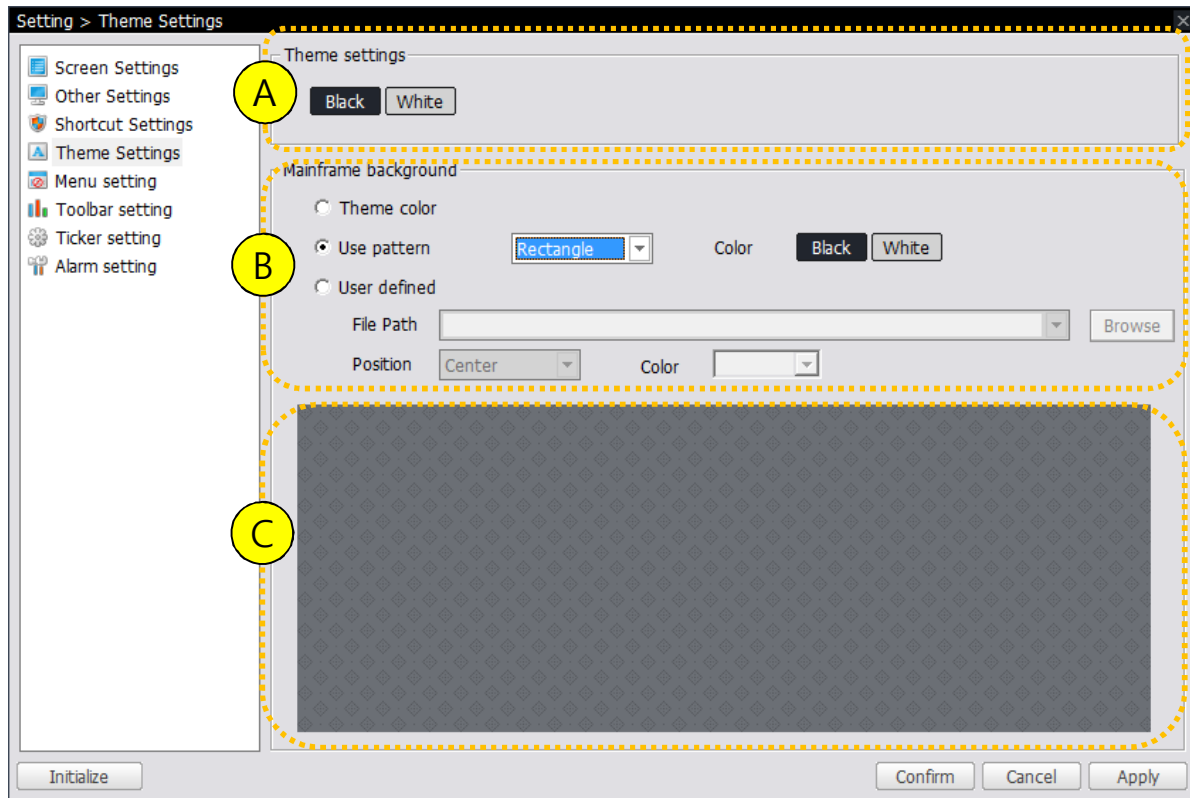 Setting > Theme Settings
Screen Settings
Other Settings
Shortcut Settings
Theme Settings
Menu setting
Toolbar setting
Ticker setting
Alarm setting
A
Theme settings
Black White
B
Mainframe background
Theme color
Use pattern Rectangle Color Black White
User defined
File Path Browse
Position Center Color
C
Initialize Confirm Cancel Apply